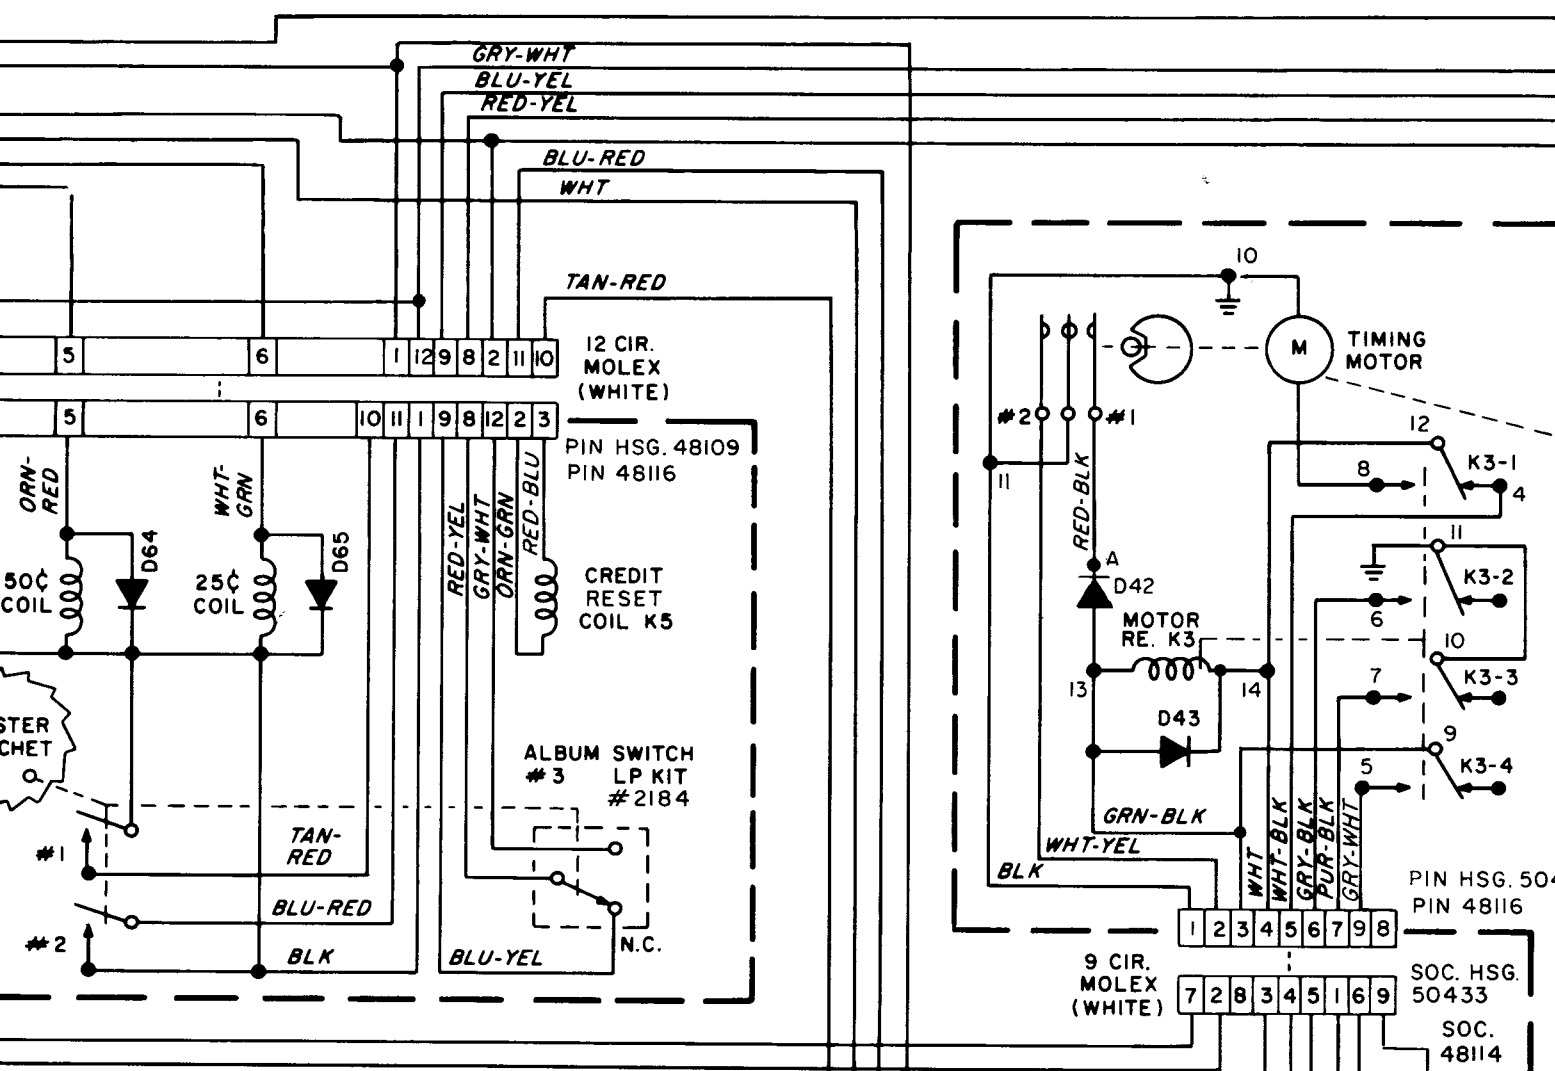 GRY-WHT
BLU-YEL
RED-YEL
BLU-RED
WHT
TAN-RED
5
6
1 12 9 8 2 11 10
12 CIR.
MOLEX
(WHITE)
5
6
10 11 1 9 8 12 2 3
PIN HSG. 48109
PIN 48116
ORN-
RED
WHT-
GRN
D64
D65
RED-YEL
GRY-WHT
ORN-GRN
RED-BLU
50¢
COIL
25¢
COIL
CREDIT
RESET
COIL K5
ALBUM SWITCH
#3 LP KIT
#2184
#1
TAN-
RED
BLU-RED
#2
BLK
BLU-YEL
N.C.
10
M
TIMING
MOTOR
#2
#1
11
RED-BLK
A
D42
MOTOR
RE. K3
13
14
D43
12
8
K3-1
4
11
K3-2
6
10
7
K3-3
9
5
K3-4
GRN-BLK
WHT-YEL
BLK
WHT
WHT-BLK
GRY-BLK
PUR-BLK
GRY-WHT
PIN HSG. 50
PIN 48116
1 2 3 4 5 6 7 9 8
9 CIR.
MOLEX
(WHITE)
7 2 8 3 4 5 1 6 9
SOC. HSG.
50433
SOC.
48114